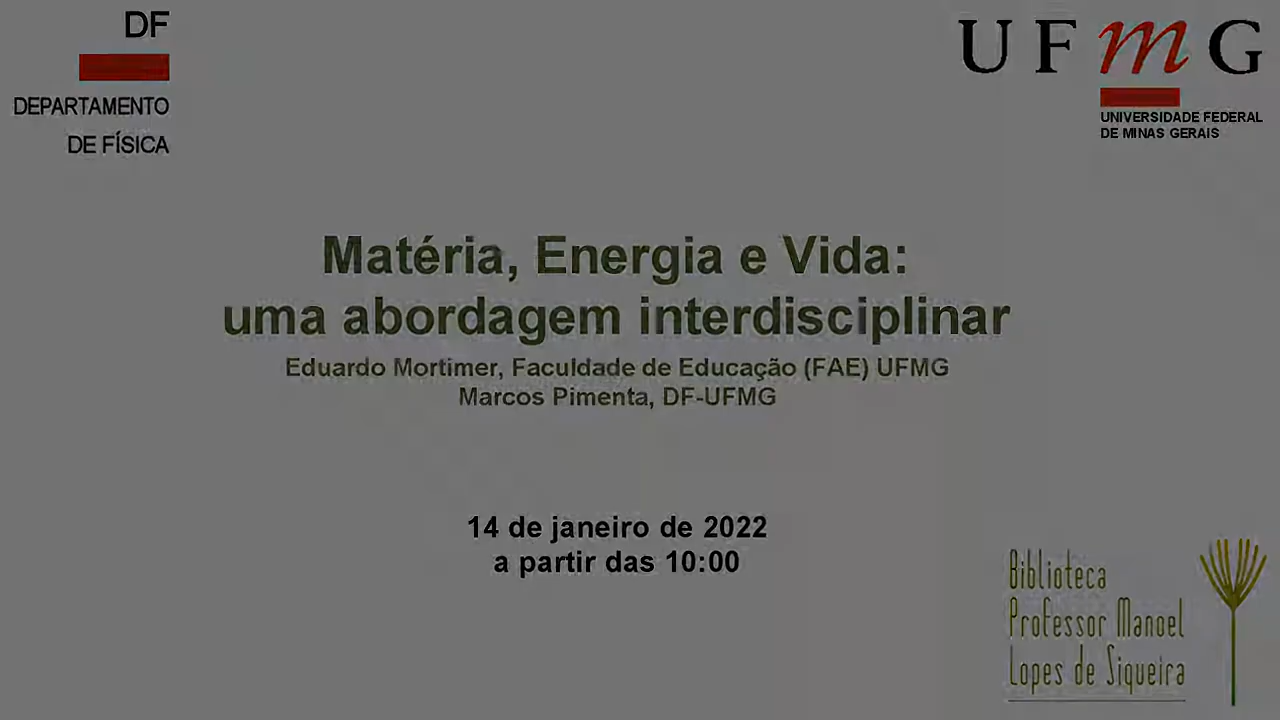 DF
DEPARTAMENTO
DE FÍSICA
UFmG
UNIVERSIDADE FEDERAL
DE MINAS GERAIS
Matéria, Energia e Vida:
uma abordagem interdisciplinar
Eduardo Mortimer, Faculdade de Educação (FAE) UFMG
Marcos Pimenta, DF-UFMG
14 de janeiro de 2022
a partir das 10:00
Biblioteca
Professor Manoel
Lopes de Siqueira